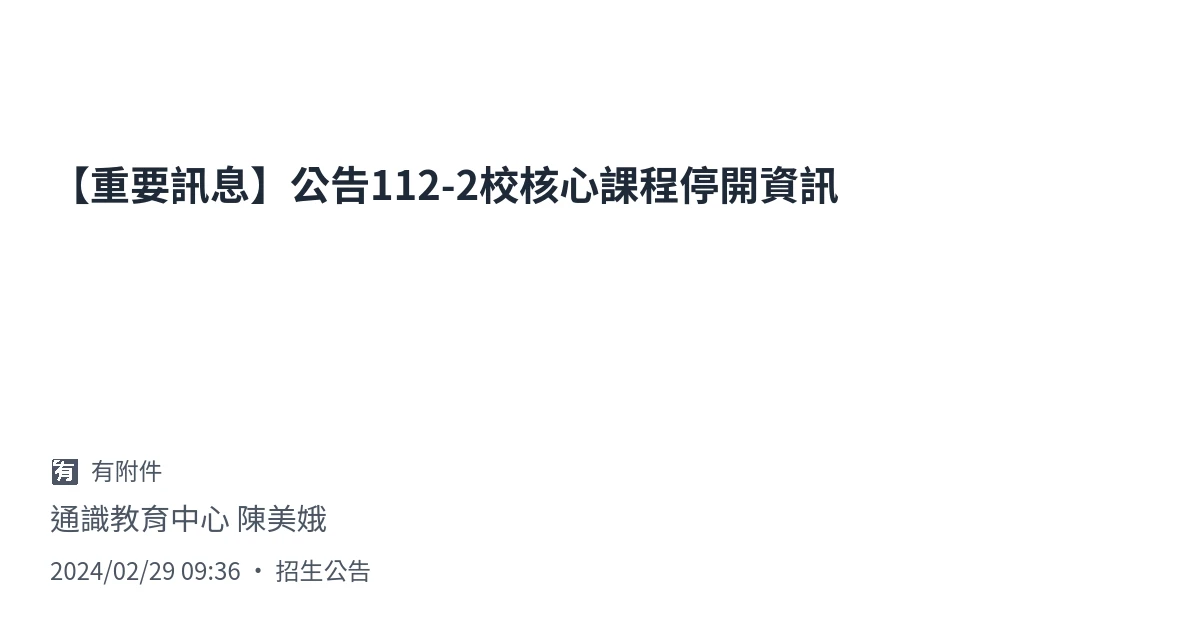 【重要訊息】公告112-2校核心課程停開資訊
有 有附件
通識教育中心 陳美娥
2024/02/29 09:36 • 招生公告